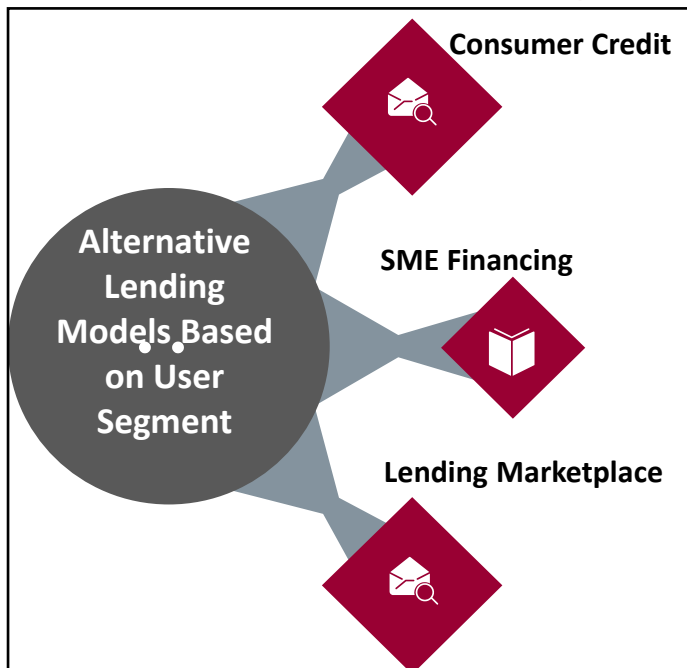 Consumer Credit
Alternative
Lending
Models Based
on User
Segment
SME Financing
Lending Marketplace